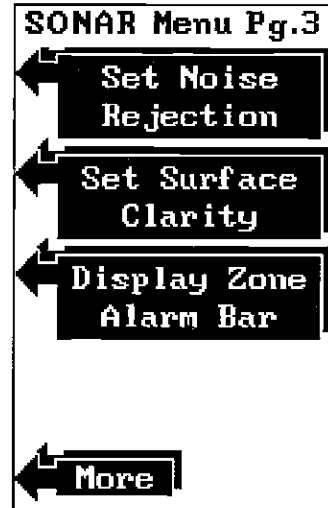 SONAR Menu Pg.3
Set Noise
Rejection
Set Surface
Clarity
Display Zone
Alarm Bar
More